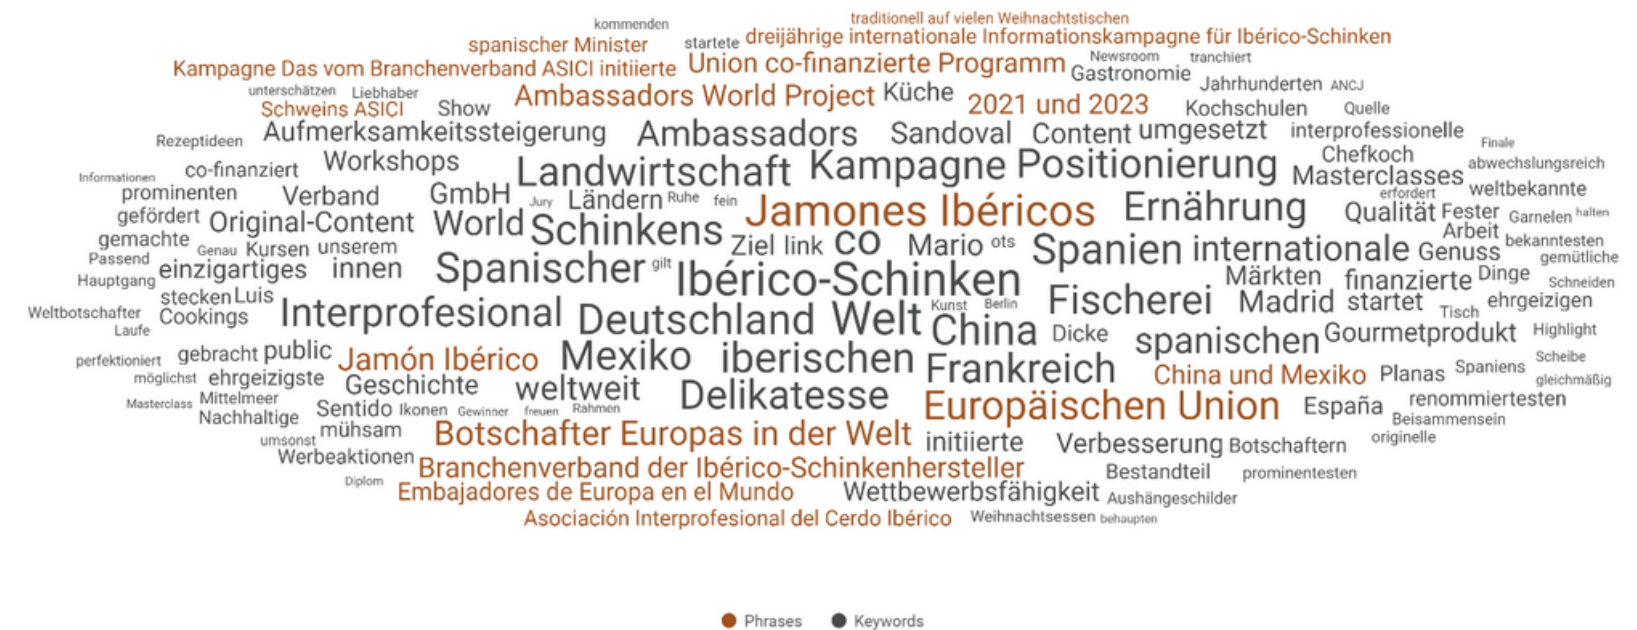 kommenden traditionell auf vielen Weihnachtstischen
spanischer Minister startete dreijährige internationale Informationskampagne für Ibérico-Schinken
Kampagne Das vom Branchenverband ASICI initiierte Union co-finanzierte Programm Newsroom tranchiert
Gastronomie Jahrhunderten ANCJ
unterschätzen Liebhaber Ambassadors World Project Küche 2021 und 2023
Schweins ASICI Show Kochschulen Quelle
Rezeptideen Aufmerksamkeitssteigerung Ambassadors Sandoval Content umgesetzt interprofessionelle Finale
Informationen co-finanziert Workshops Landwirtschaft Kampagne Positionierung Chefkoch abwechslungsreich
Masterclasses
prominenten Verband GmbH Jury Ländern Ruhe fein Jamones Ibéricos Ernährung erfordert weltbekannte
gefördert Original-Content World Schinkens Qualität Fester Garnelen halten
gemachte Genau Kursen unserem Ziel link co Mario ots Spanien internationale Genuss Arbeit bekanntesten
Passend einzigartiges innen Spanischer gilt Ibérico-Schinken Märkten finanzierte Dinge gemütliche
Hauptgang Schneiden
stecken Luis Interprofesional Deutschland Welt Kunst Berlin Fischerei Madrid startet Tisch ehrgeizigen
Weltbotschafter Cookings China Dicke spanischen Gourmetprodukt Highlight
Laufe
perfektioniert gebracht public Jamón Ibérico Mexiko iberischen Frankreich China und Mexiko Planas Spaniens Scheibe
möglichst ehrgeizigste Geschichte weltweit Delikatesse gleichmäßig
Masterclass Mittelmeer Sentido Ikonen Gewinner freuen Rahmen Europäischen Union España renommiertesten
Nachhaltige Beisammensein
umsonst mühsam Botschafter Europas in der Welt initiierte Verbesserung Botschaftern originelle
Werbeaktionen Branchenverband der Ibérico-Schinkenhersteller Bestandteil prominentesten
Diplom Embajadores de Europa en el Mundo Wettbewerbsfähigkeit Aushängeschilder
Asociación Interprofesional del Cerdo Ibérico Weihnachtsessen behaupten
Phrases Keywords